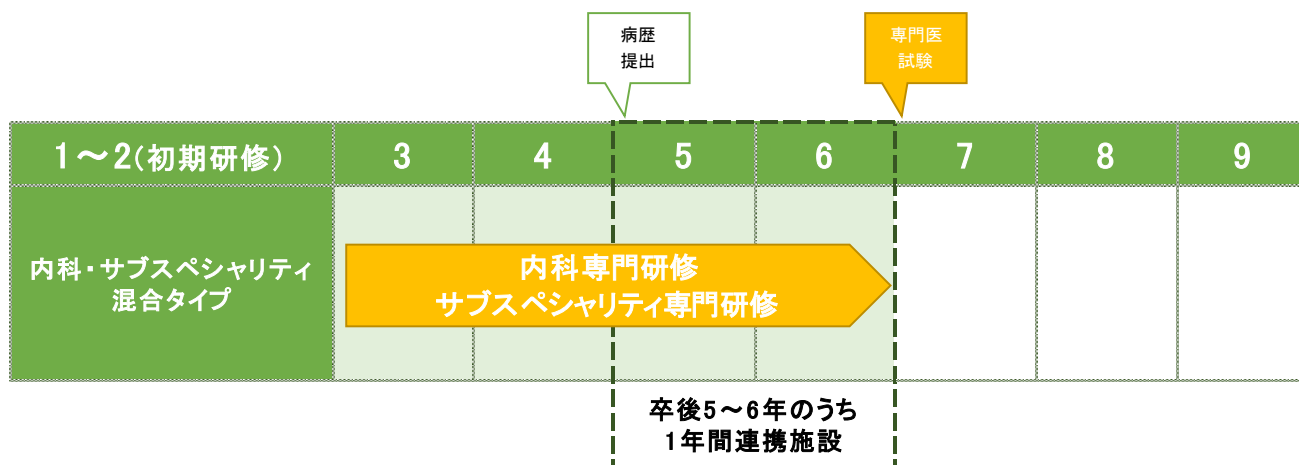 病歴
提出
専門医
試験
1～2(初期研修)
3
4
5
6
7
8
9
内科・サブスペシャリティ
混合タイプ
内科専門研修
サブスペシャリティ専門研修
卒後5～6年のうち
1年間連携施設